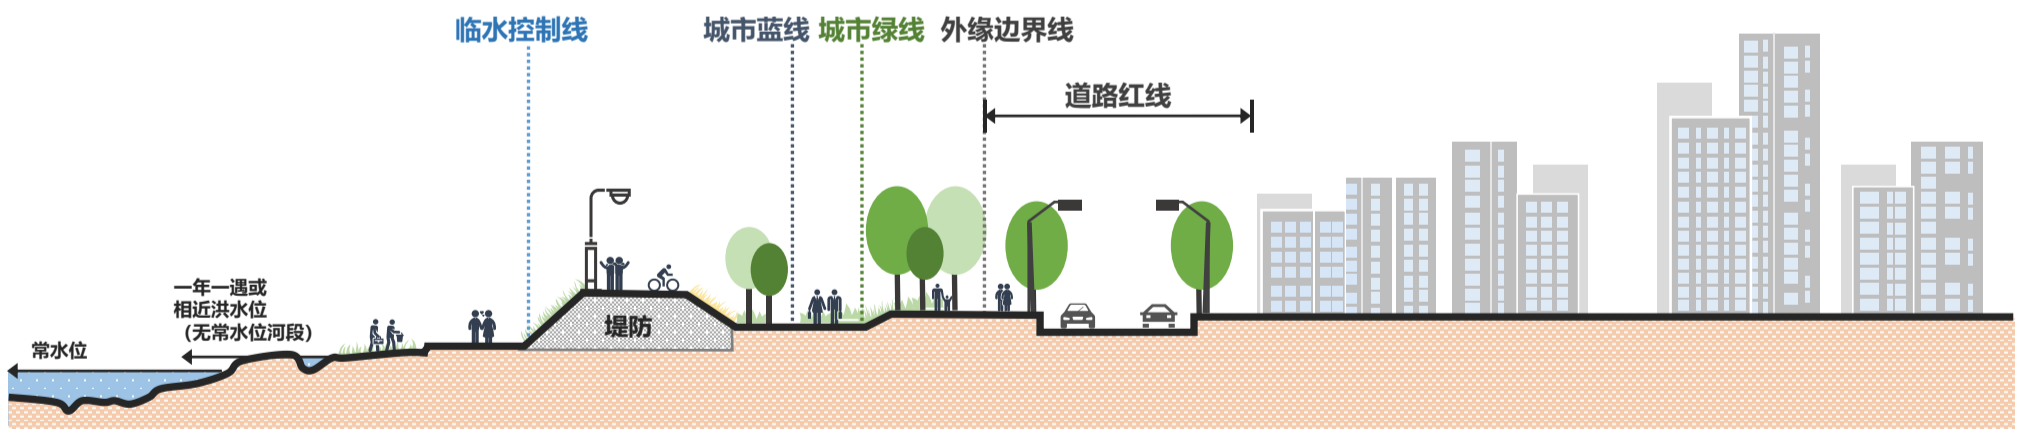 临水控制线
城市蓝线
城市绿线
外缘边界线
道路红线
一年一遇或
相近洪水位
（无常水位河段）
堤防
常水位